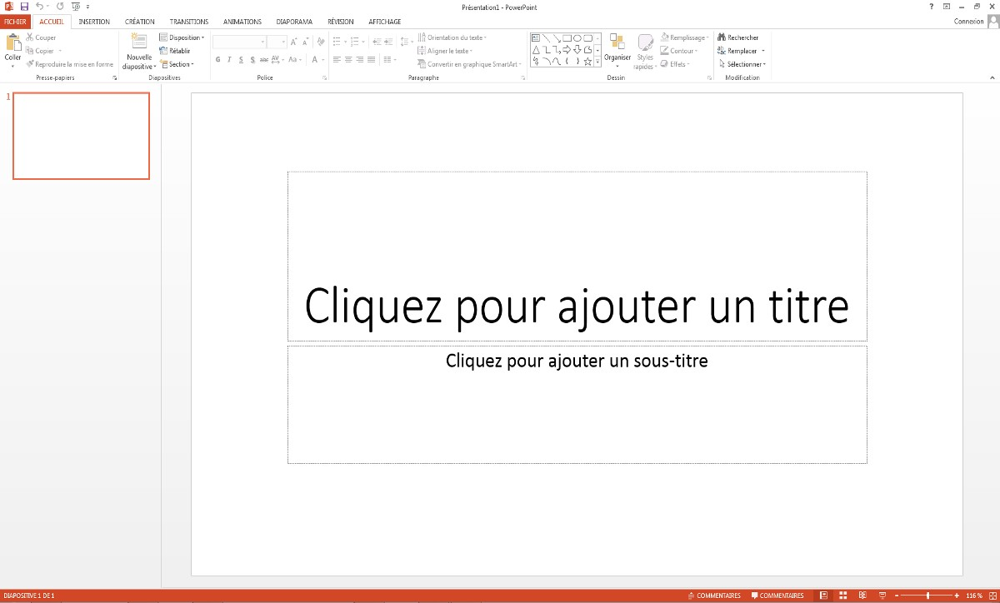 Présentation1 - PowerPoint
?
FICHIER ACCUEIL INSERTION CRÉATION TRANSITIONS ANIMATIONS DIAPORAMA RÉVISION AFFICHAGE Connexion
Coller
Couper
Copier
Reproduire la mise en forme
Presse-papiers
Nouvelle diapositive
Disposition
Rétablir
Section
Diapositives
G I S S abc AV Aa A
Police
Orientation du texte
Aligner le texte
Convertir en graphique SmartArt
Paragraphe
Organiser
Styles rapides
Remplissage
Contour
Effets
Dessin
Rechercher
Remplacer
Sélectionner
Modification
1
Cliquez pour ajouter un titre
Cliquez pour ajouter un sous-titre
DIAPOSITIVE 1 DE 1 COMMENTAIRES COMMENTAIRES 116 %